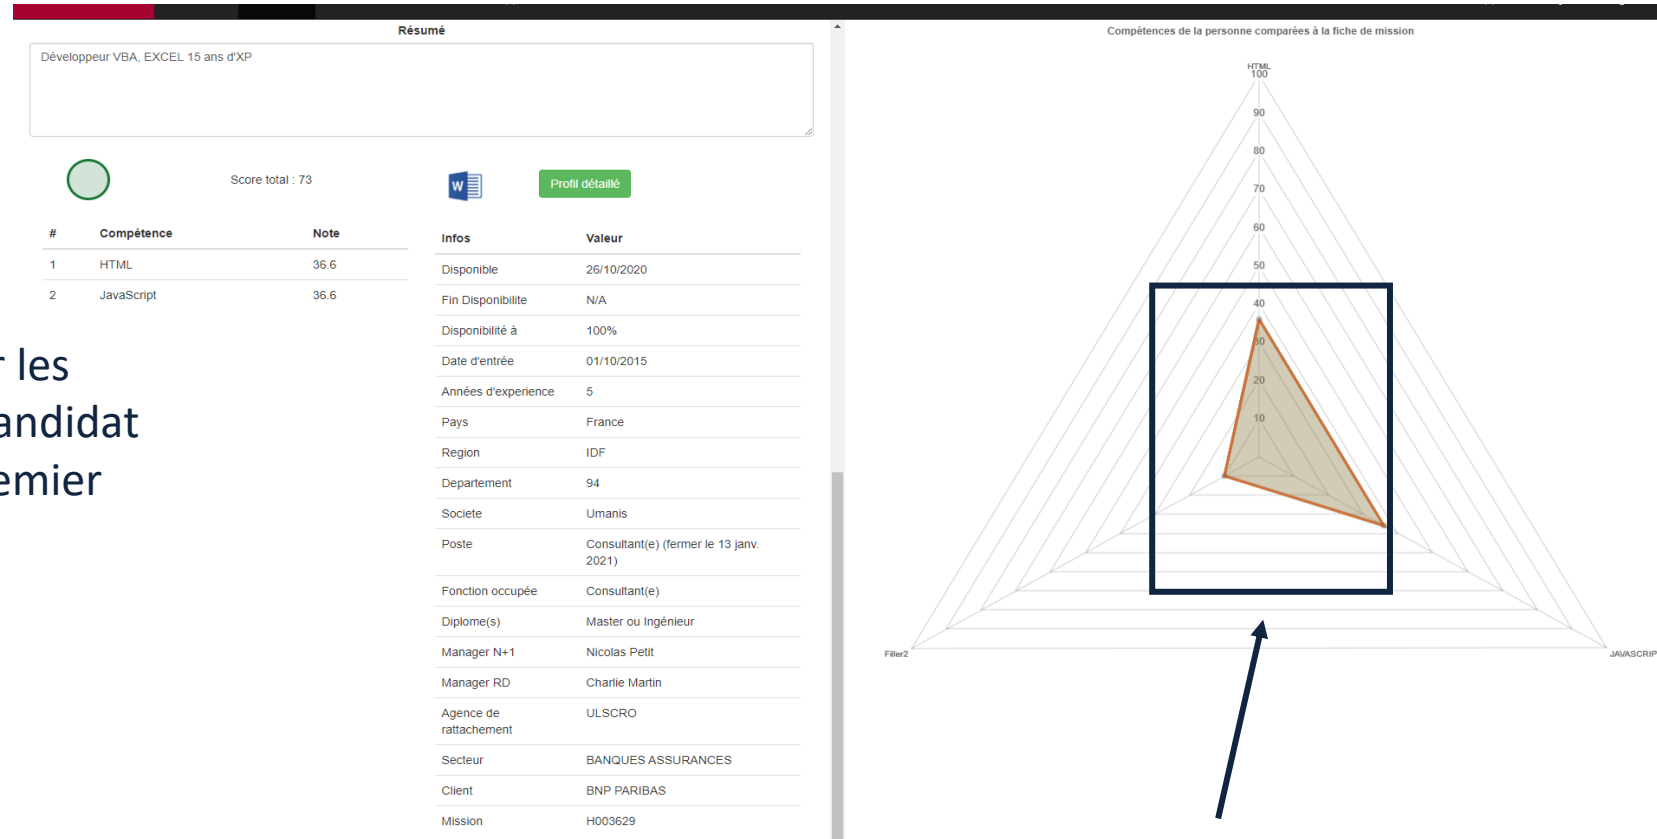 Résumé
Développeur VBA, EXCEL 15 ans d'XP
Score total : 73
Profil détaillé
# Compétence Note
1 HTML 36.6
2 JavaScript 36.6
r les
andidat
emier
Infos Valeur
Disponible 26/10/2020
Fin Disponibilite N/A
Disponibilité à 100%
Date d'entrée 01/10/2015
Années d'experience 5
Pays France
Region IDF
Departement 94
Societe Umanis
Poste Consultant(e) (fermer le 13 janv.
2021)
Fonction occupée Consultant(e)
Diplome(s) Master ou Ingénieur
Manager N+1 Nicolas Petit
Manager RD Charlie Martin
Agence de ULSCRO
rattachement
Secteur BANQUES ASSURANCES
Client BNP PARIBAS
Mission H003629
Compétences de la personne comparées à la fiche de mission
HTML
100
90
80
70
60
50
40
30
20
10
Filler2
JAVASCRIP